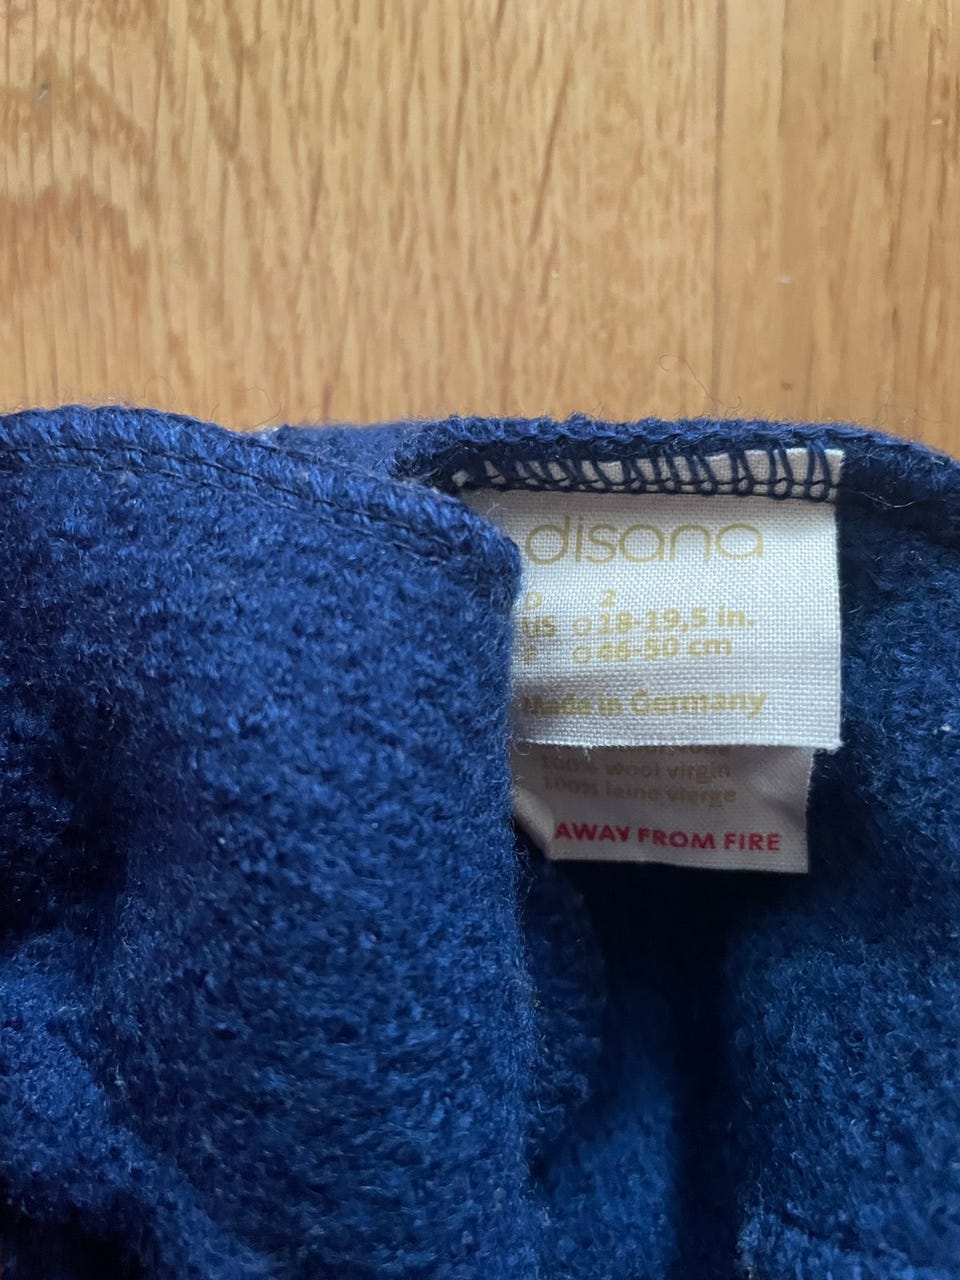 disana
D 2
US 18-19,5 in.
F 46-50 cm
Made in Germany
100% wool virgin
100% laine vierge
AWAY FROM FIRE